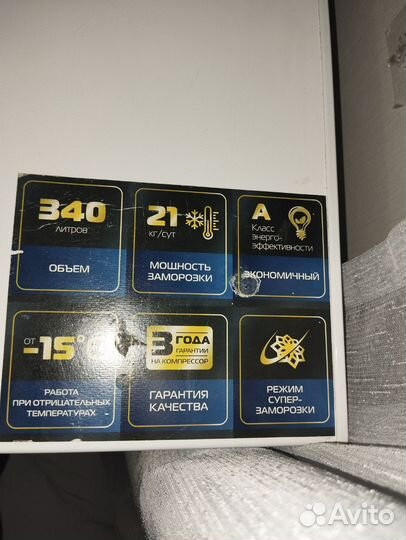 340
ЛИТРОВ
ОБЪЕМ
21
кг/сут
МОЩНОСТЬ
ЗАМОРОЗКИ
A
Класс
энерго-
эффективности
ЭКОНОМИЧНЫЙ
от
-15°
РАБОТА
ПРИ ОТРИЦАТЕЛЬНЫХ
ТЕМПЕРАТУРАХ
3 ГОДА
ГАРАНТИИ
НА КОМПРЕССОР
ГАРАНТИЯ
КАЧЕСТВА
РЕЖИМ
СУПЕР-
ЗАМОРОЗКИ
Avito